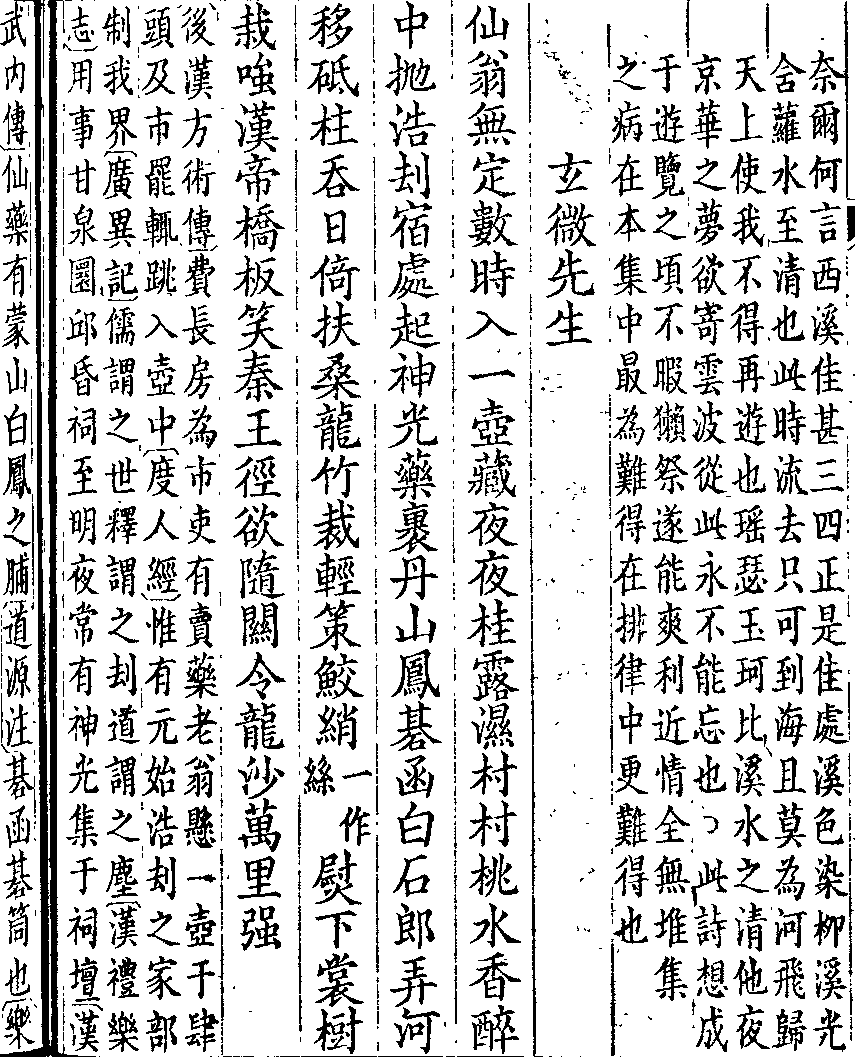 奈爾何言西溪佳甚三四正是佳處溪色染柳溪光
舍蘿水至清也此時流去只可到海且莫為河飛歸
天上使我不得再遊也瑶瑟玉珂比溪水之清他夜
京華之夢欲寄雲波從此永不能忘也○此詩想成
于遊覽之頃不暇獺祭遂能爽利近情全無堆集
之病在本集中最為難得在排律中更難得也
玄微先生
仙翁無定數時入一壺藏夜夜桂露濕村村桃水香醉
中抛浩刦宿處起神光藥裹丹山鳳碁函白石郎弄河
移砥柱吞日倚扶桑龍竹裁輕策鮫綃一作絲熨下裳樹
栽嗤漢帝橋板笑秦王徑欲隨關令龍沙萬里强
後漢方術傳費長房為市吏有賣藥老翁懸一壺于肆
頭及市罷輒跳入壺中度人經惟有元始浩刦之家部
制我界廣異記儒謂之世釋謂之刦道謂之塵漢禮樂
志用事甘泉圜邱昏祠至明夜常有神光集于祠壇漢
武内傳仙藥有蒙山白鳳之脯道源注碁函碁筒也樂